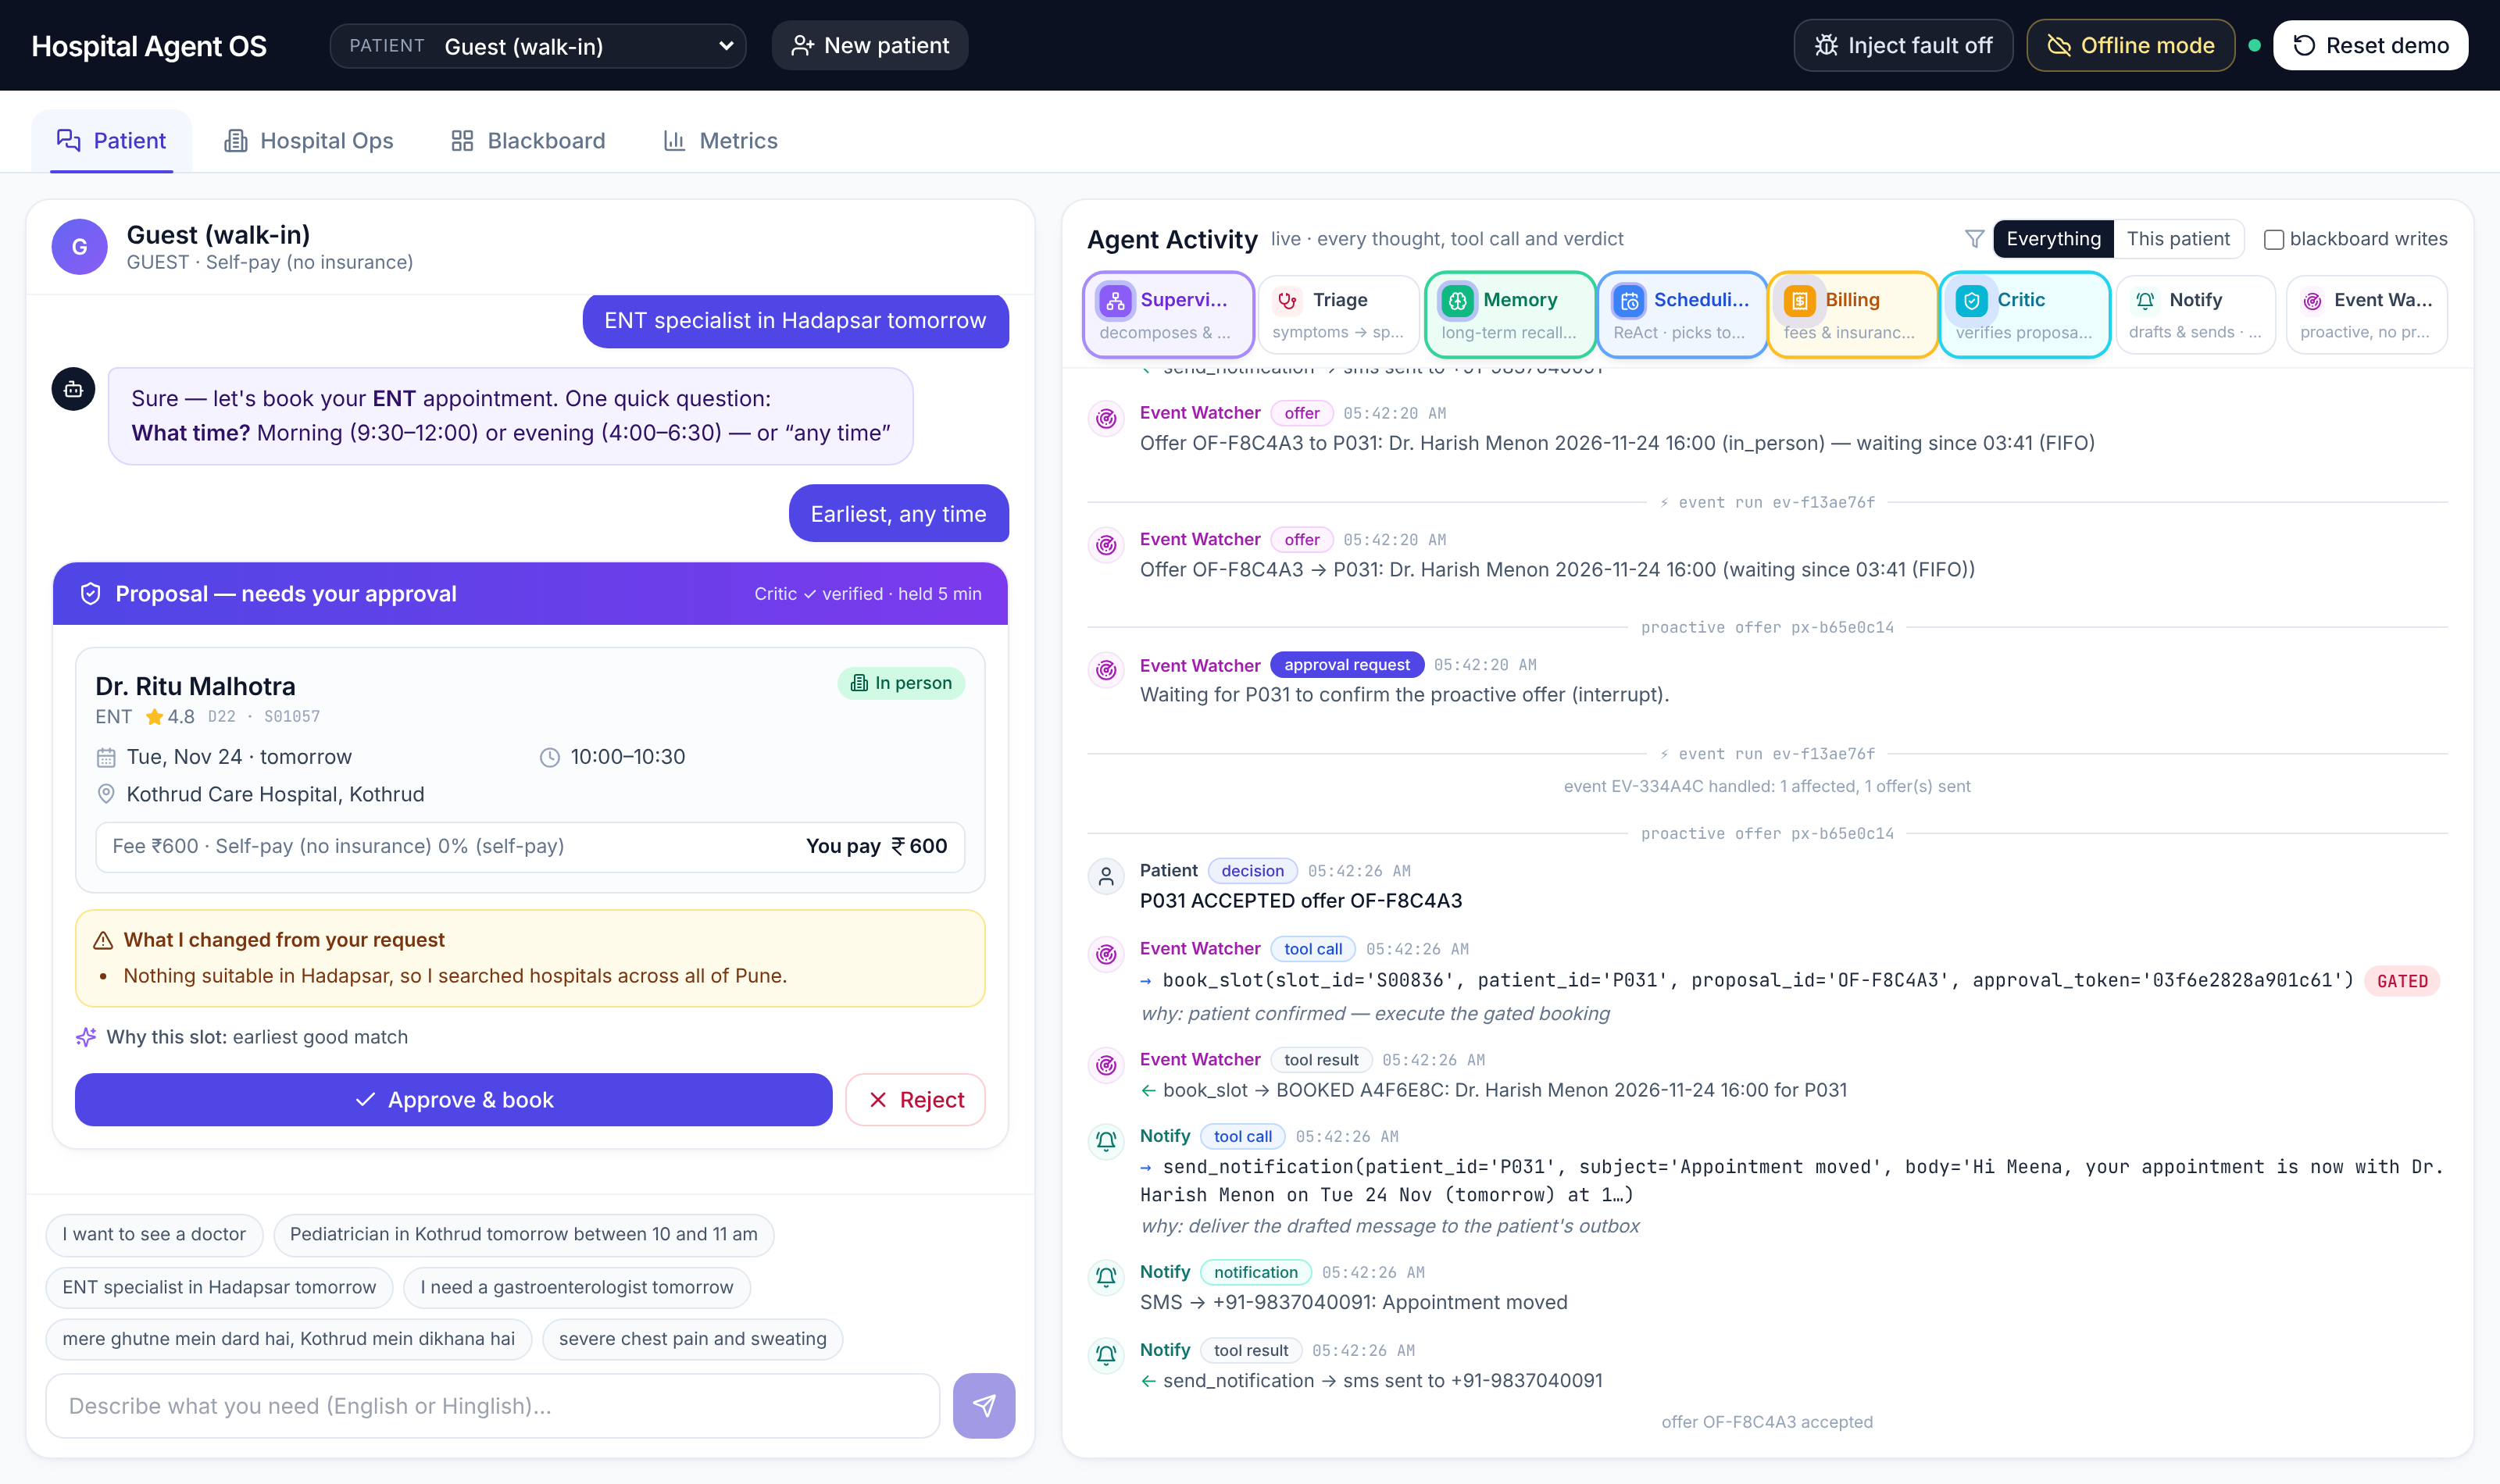 Hospital Agent OS
PATIENT Guest (walk-in)
New patient
Inject fault off
Offline mode
Reset demo
Patient
Hospital Ops
Blackboard
Metrics
G
Guest (walk-in)
GUEST · Self-pay (no insurance)
ENT specialist in Hadapsar tomorrow
Sure — let's book your ENT appointment. One quick question:
What time? Morning (9:30–12:00) or evening (4:00–6:30) — or “any time”
Earliest, any time
Proposal — needs your approval
Critic ✓ verified · held 5 min
Dr. Ritu Malhotra
In person
ENT ⭐ 4.8 D22 · S01057
Tue, Nov 24 · tomorrow
10:00–10:30
Kothrud Care Hospital, Kothrud
Fee ₹600 · Self-pay (no insurance) 0% (self-pay)
You pay ₹ 600
What I changed from your request
• Nothing suitable in Hadapsar, so I searched hospitals across all of Pune.
Why this slot: earliest good match
Approve & book
Reject
I want to see a doctor
Pediatrician in Kothrud tomorrow between 10 and 11 am
ENT specialist in Hadapsar tomorrow
I need a gastroenterologist tomorrow
mere ghutne mein dard hai, Kothrud mein dikhana hai
severe chest pain and sweating
Describe what you need (English or Hinglish)...
Agent Activity live · every thought, tool call and verdict
Everything
This patient
blackboard writes
Supervi...
decomposes & ...
Triage
symptoms → sp...
Memory
long-term recall...
Scheduli...
ReAct · picks to...
Billing
fees & insuranc...
Critic
verifies proposa...
Notify
drafts & sends · ...
Event Wa...
proactive, no pr...
← send_notification → sms sent to +91-9837040091
Event Watcher offer 05:42:20 AM
Offer OF-F8C4A3 to P031: Dr. Harish Menon 2026-11-24 16:00 (in_person) — waiting since 03:41 (FIFO)
⚡ event run ev-f13ae76f
Event Watcher offer 05:42:20 AM
Offer OF-F8C4A3 → P031: Dr. Harish Menon 2026-11-24 16:00 (waiting since 03:41 (FIFO))
proactive offer px-b65e0c14
Event Watcher approval request 05:42:20 AM
Waiting for P031 to confirm the proactive offer (interrupt).
⚡ event run ev-f13ae76f
event EV-334A4C handled: 1 affected, 1 offer(s) sent
proactive offer px-b65e0c14
Patient decision 05:42:26 AM
P031 ACCEPTED offer OF-F8C4A3
Event Watcher tool call 05:42:26 AM
→ book_slot(slot_id='S00836', patient_id='P031', proposal_id='OF-F8C4A3', approval_token='03f6e2828a901c61') GATED
why: patient confirmed — execute the gated booking
Event Watcher tool result 05:42:26 AM
← book_slot → BOOKED A4F6E8C: Dr. Harish Menon 2026-11-24 16:00 for P031
Notify tool call 05:42:26 AM
→ send_notification(patient_id='P031', subject='Appointment moved', body='Hi Meena, your appointment is now with Dr.
Harish Menon on Tue 24 Nov (tomorrow) at 1…)
why: deliver the drafted message to the patient's outbox
Notify notification 05:42:26 AM
SMS → +91-9837040091: Appointment moved
Notify tool result 05:42:26 AM
← send_notification → sms sent to +91-9837040091
offer OF-F8C4A3 accepted